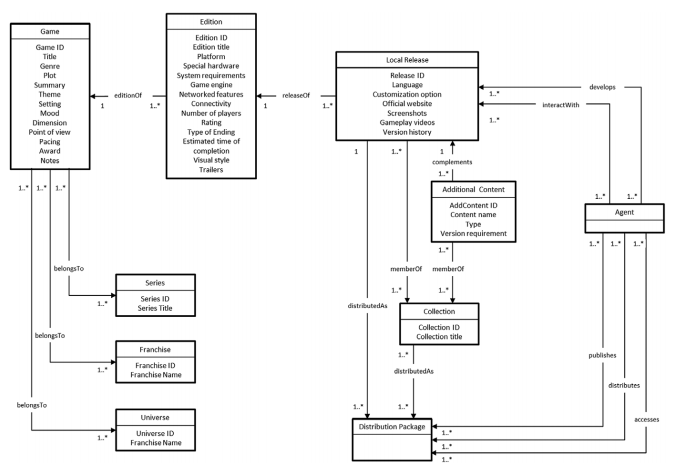 Game
Game ID
Title
Genre
Plot
Summary
Theme
Setting
Mood
Dimension
Point of view
Pacing
Award
Notes
1
editionOf
1..*
Edition
Edition ID
Edition title
Platform
Special hardware
System requirements
Game engine
Networked features
Connectivity
Number of players
Rating
Type of Ending
Estimated time of
completion
Visual style
Trailers
1
releaseOf
1..*
Local Release
Release ID
Language
Customization option
Official website
Screenshots
Gameplay videos
Version history
1..*
develops
interactWith
1..*
1
1..*
1
complements
1..*
Additional Content
AddContent ID
Content name
Type
Version requirement
1..*
1..*
Agent
1..*
1..*
1..*
1..*
1..*
1..*
belongsTo
1..*
Series
Series ID
Series Title
memberOf
memberOf
1..*
1..*
distributedAs
Collection
Collection ID
Collection title
belongsTo
1..*
Franchise
Franchise ID
Franchise Name
1..*
distributedAs
publishes
distributes
accesses
belongsTo
1..*
Universe
Universe ID
Franchise Name
1..*
1..*
Distribution Package
1..*
1..*
1..*